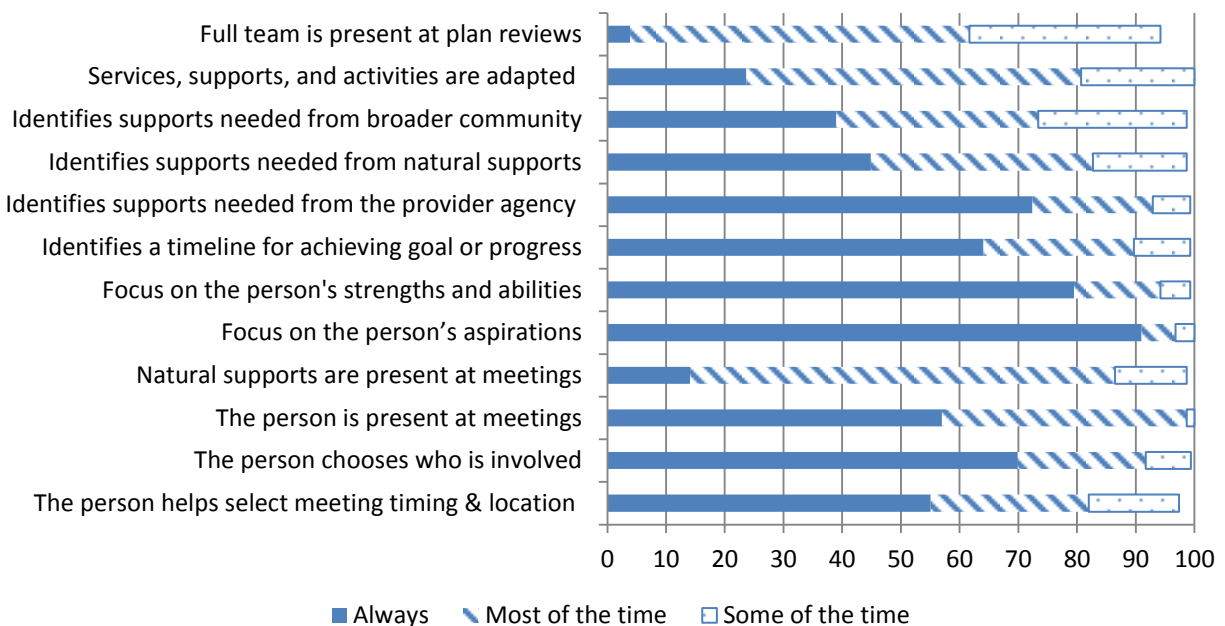 Full team is present at plan reviews
Services, supports, and activities are adapted
Identifies supports needed from broader community
Identifies supports needed from natural supports
Identifies supports needed from the provider agency
Identifies a timeline for achieving goal or progress
Focus on the person's strengths and abilities
Focus on the person’s aspirations
Natural supports are present at meetings
The person is present at meetings
The person chooses who is involved
The person helps select meeting timing & location
0 10 20 30 40 50 60 70 80 90 100
Always Most of the time Some of the time